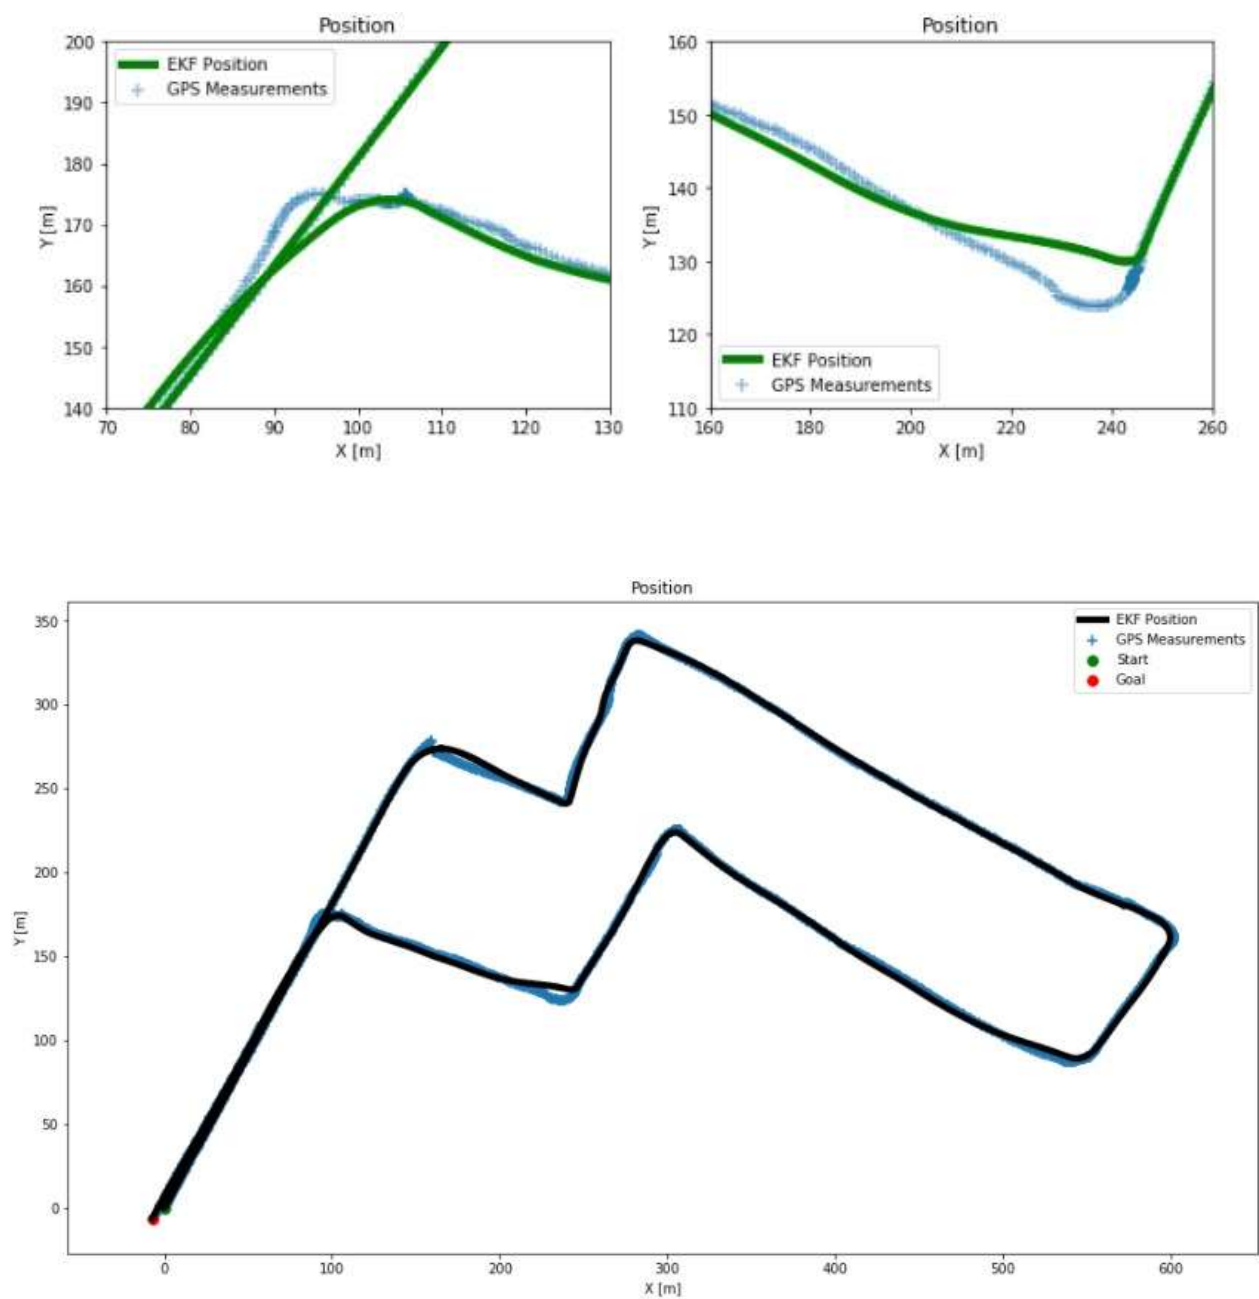 Position
200
190
180
170
160
150
140
Y [m]
EKF Position
GPS Measurements
70 80 90 100 110 120 130
X [m]
Position
160
150
140
130
120
110
Y [m]
EKF Position
GPS Measurements
160 180 200 220 240 260
X [m]
Position
350
300
250
200
150
100
50
0
Y [m]
EKF Position
GPS Measurements
Start
Goal
0 100 200 300 400 500 600
X [m]